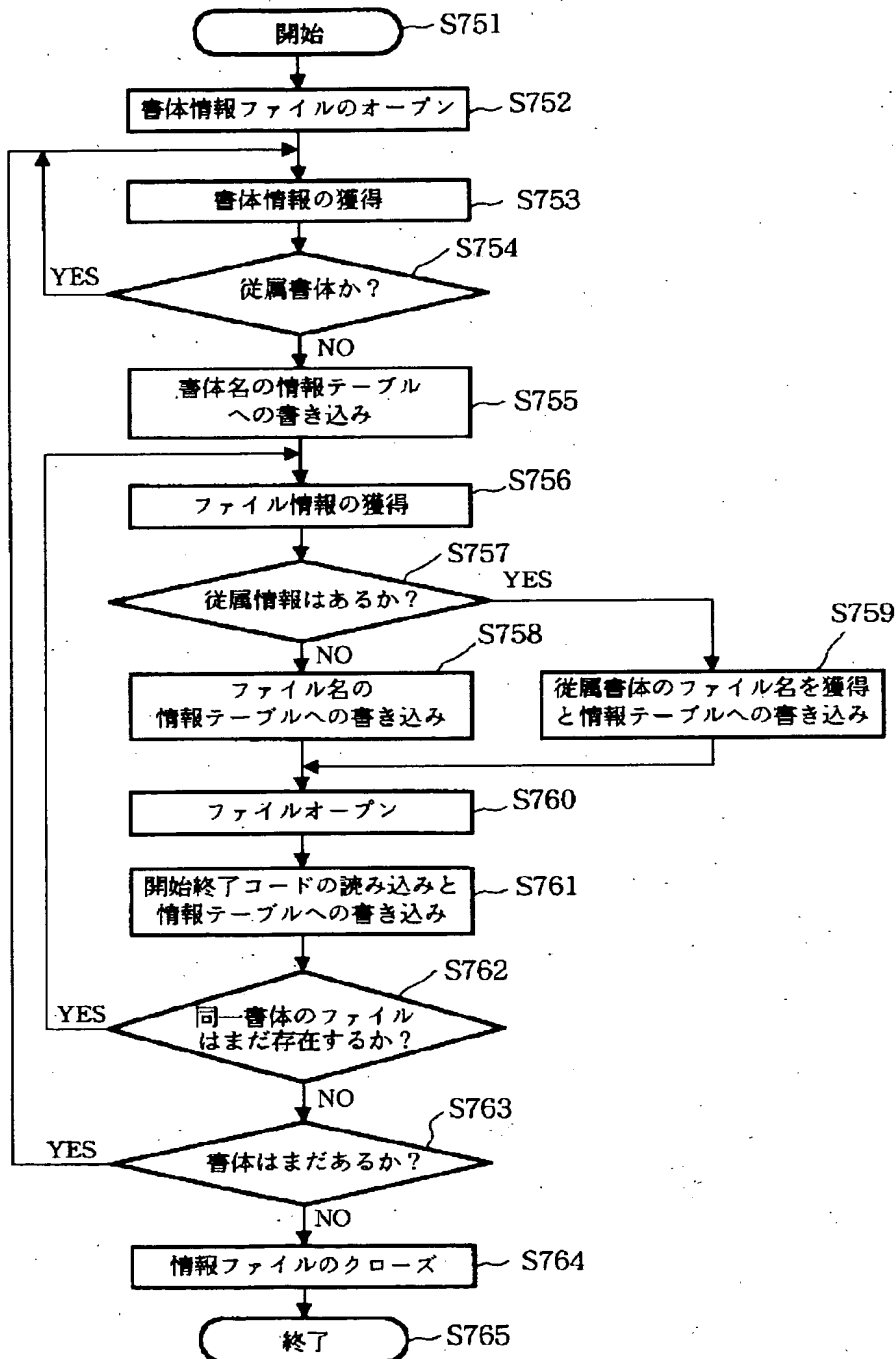 開始
S751
書体情報ファイルのオープン
S752
書体情報の獲得
S753
S754
YES
従属書体か？
NO
書体名の情報テーブル
への書き込み
S755
S756
ファイル情報の獲得
S757
YES
従属情報はあるか？
S759
S758
NO
ファイル名の
情報テーブルへの書き込み
従属書体のファイル名を獲得
と情報テーブルへの書き込み
ファイルオープン
S760
開始終了コードの読み込みと
情報テーブルへの書き込み
S761
S762
YES
同一書体のファイル
はまだ存在するか？
NO
S763
YES
書体はまだあるか？
NO
情報ファイルのクローズ
S764
終了
S765